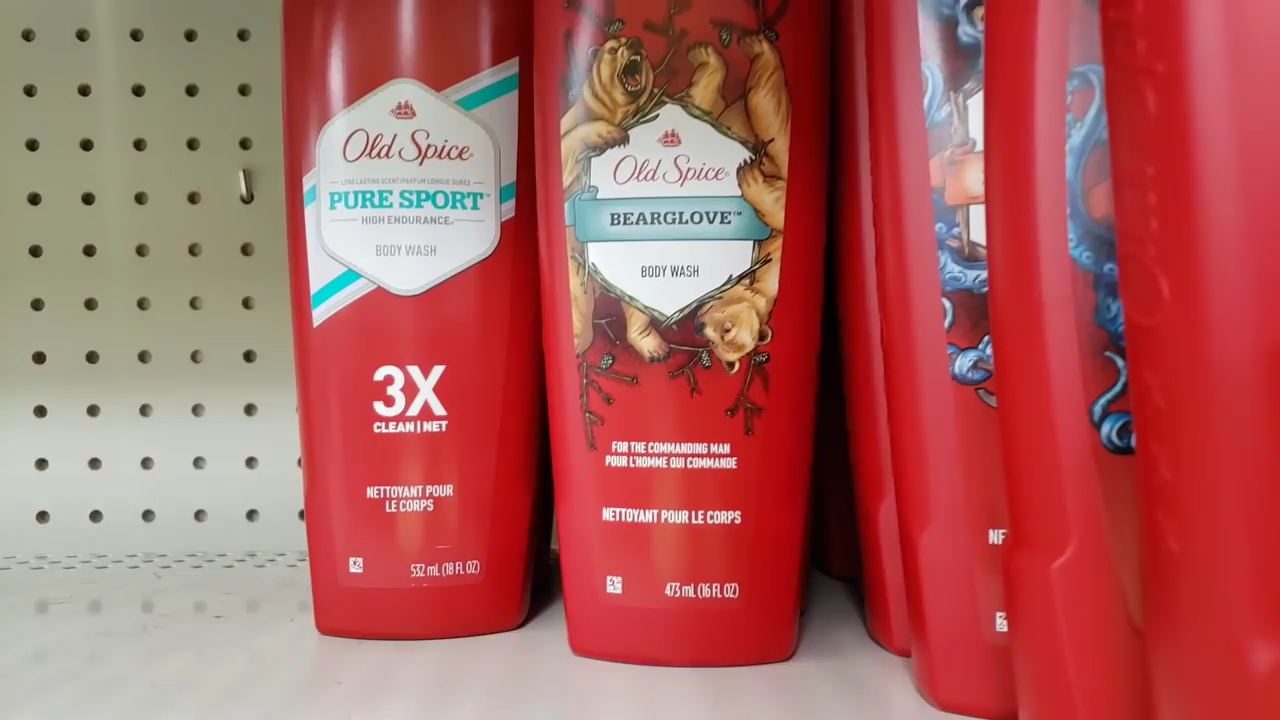 Old Spice
LONG LASTING SCENT/PARFUM LONGUE DURÉE
PURE SPORT™
HIGH ENDURANCE®
BODY WASH
3X
CLEAN | NET
NETTOYANT POUR
LE CORPS
532 mL (18 FL OZ)
Old Spice®
BEARGLOVE™
BODY WASH
FOR THE COMMANDING MAN
POUR L'HOMME QUI COMMANDE
NETTOYANT POUR LE CORPS
473 mL (16 FL OZ)